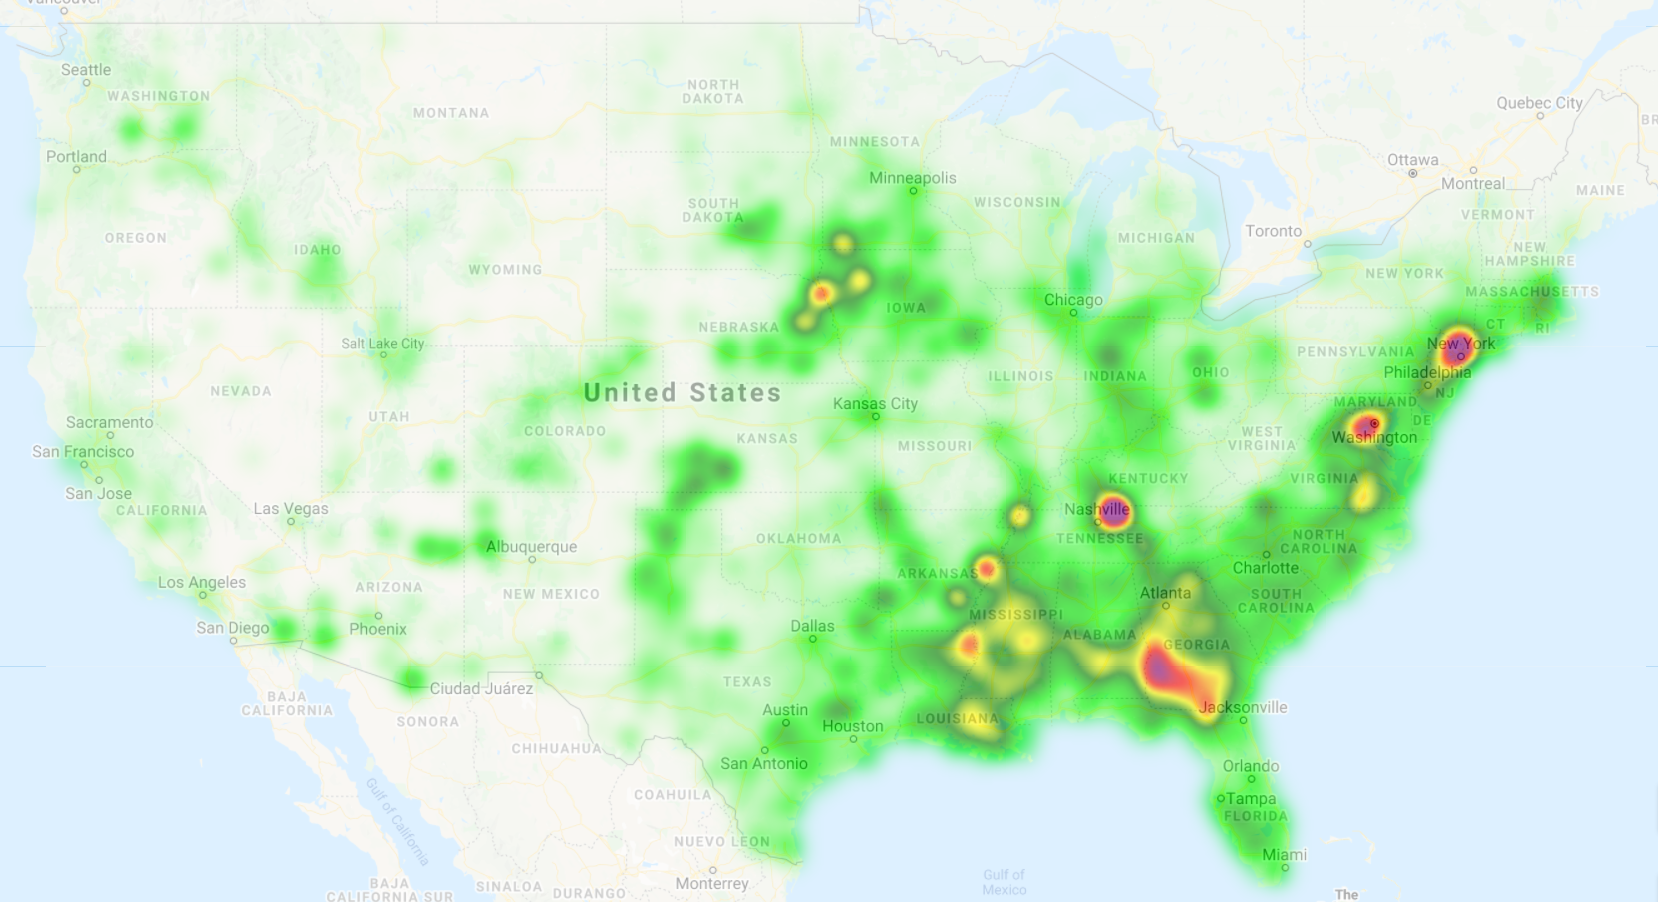 Vancouver
Seattle
WASHINGTON
Portland
OREGON
IDAHO
MONTANA
NORTH
DAKOTA
MINNESOTA
Minneapolis
SOUTH
DAKOTA
WISCONSIN
MICHIGAN
WYOMING
Quebec City
Ottawa
Montreal
MAINE
VERMONT
Toronto
NEW
HAMPSHIRE
NEW YORK
MASSACHUSETTS
CT
RI
Chicago
IOWA
NEBRASKA
Salt Lake City
NEVADA
UTAH
COLORADO
United States
KANSAS
Kansas City
MISSOURI
ILLINOIS
INDIANA
OHIO
PENNSYLVANIA
New York
Philadelphia
NJ
MARYLAND
DE
Washington
WEST
VIRGINIA
VIRGINIA
KENTUCKY
Nashville
TENNESSEE
NORTH
CAROLINA
Charlotte
SOUTH
CAROLINA
Sacramento
San Francisco
San Jose
CALIFORNIA
Las Vegas
Los Angeles
San Diego
ARIZONA
Phoenix
Albuquerque
NEW MEXICO
OKLAHOMA
ARKANSAS
MISSISSIPPI
ALABAMA
Atlanta
GEORGIA
Dallas
TEXAS
Ciudad Juárez
Austin
Houston
San Antonio
LOUISIANA
Jacksonville
Orlando
Tampa
FLORIDA
Miami
BAJA
CALIFORNIA
SONORA
CHIHUAHUA
COAHUILA
NUEVO LEON
Monterrey
Gulf of California
BAJA
CALIFORNIA SUR
SINALOA
DURANGO
Gulf of
Mexico
The